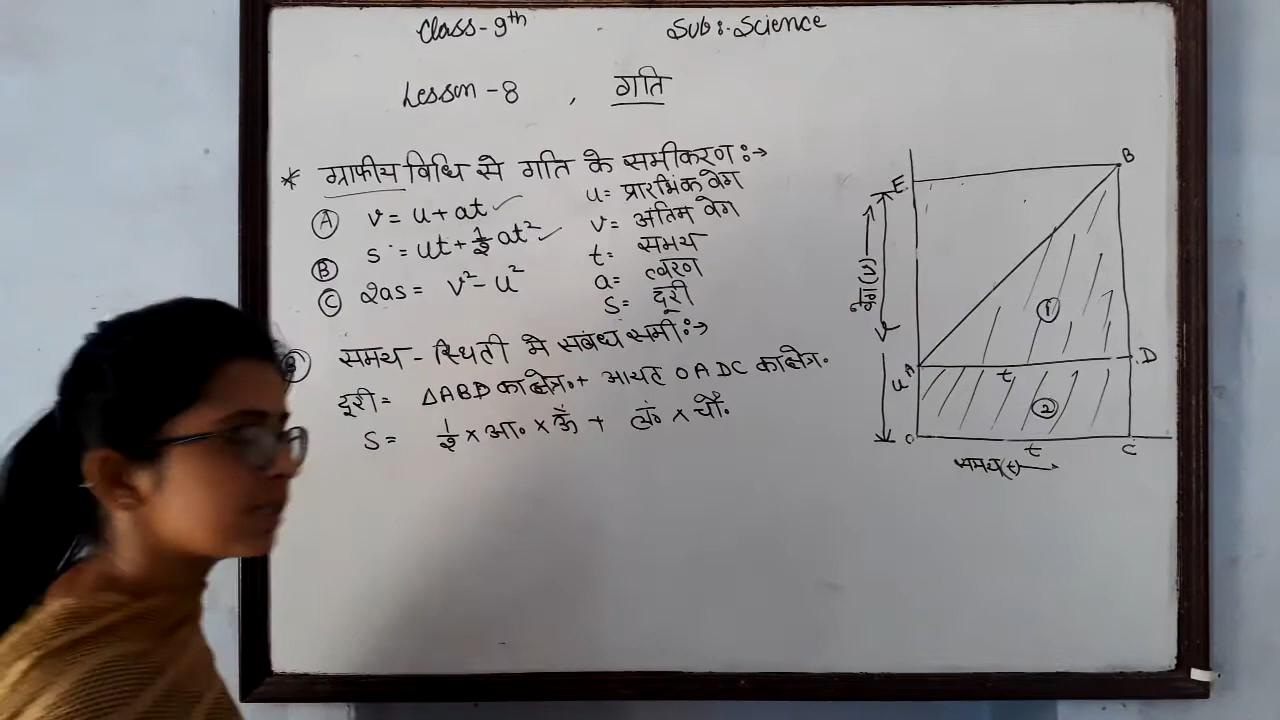 Class-9th - Sub:- Science
Lesson -8 , गति
* ग्राफीय विधि से गति के समीकरण :→
A v = u + at ✓ u= प्रारंभिक वेग
B s = ut + ½ at² ✓ v= अंतिम वेग
C 2as = v² - u² t= समय
a= त्वरण
S= दूरी
B समय - स्थिती मे संबंध समी :→
दूरी = ΔABD का क्षेत्र॰ + आयत OADC का क्षेत्र॰
S = ½ × आ॰ × ऊँ + लं॰ × चौ॰
E B
वेग (v)
1
A t D
u
2
O t C
समय(t)→